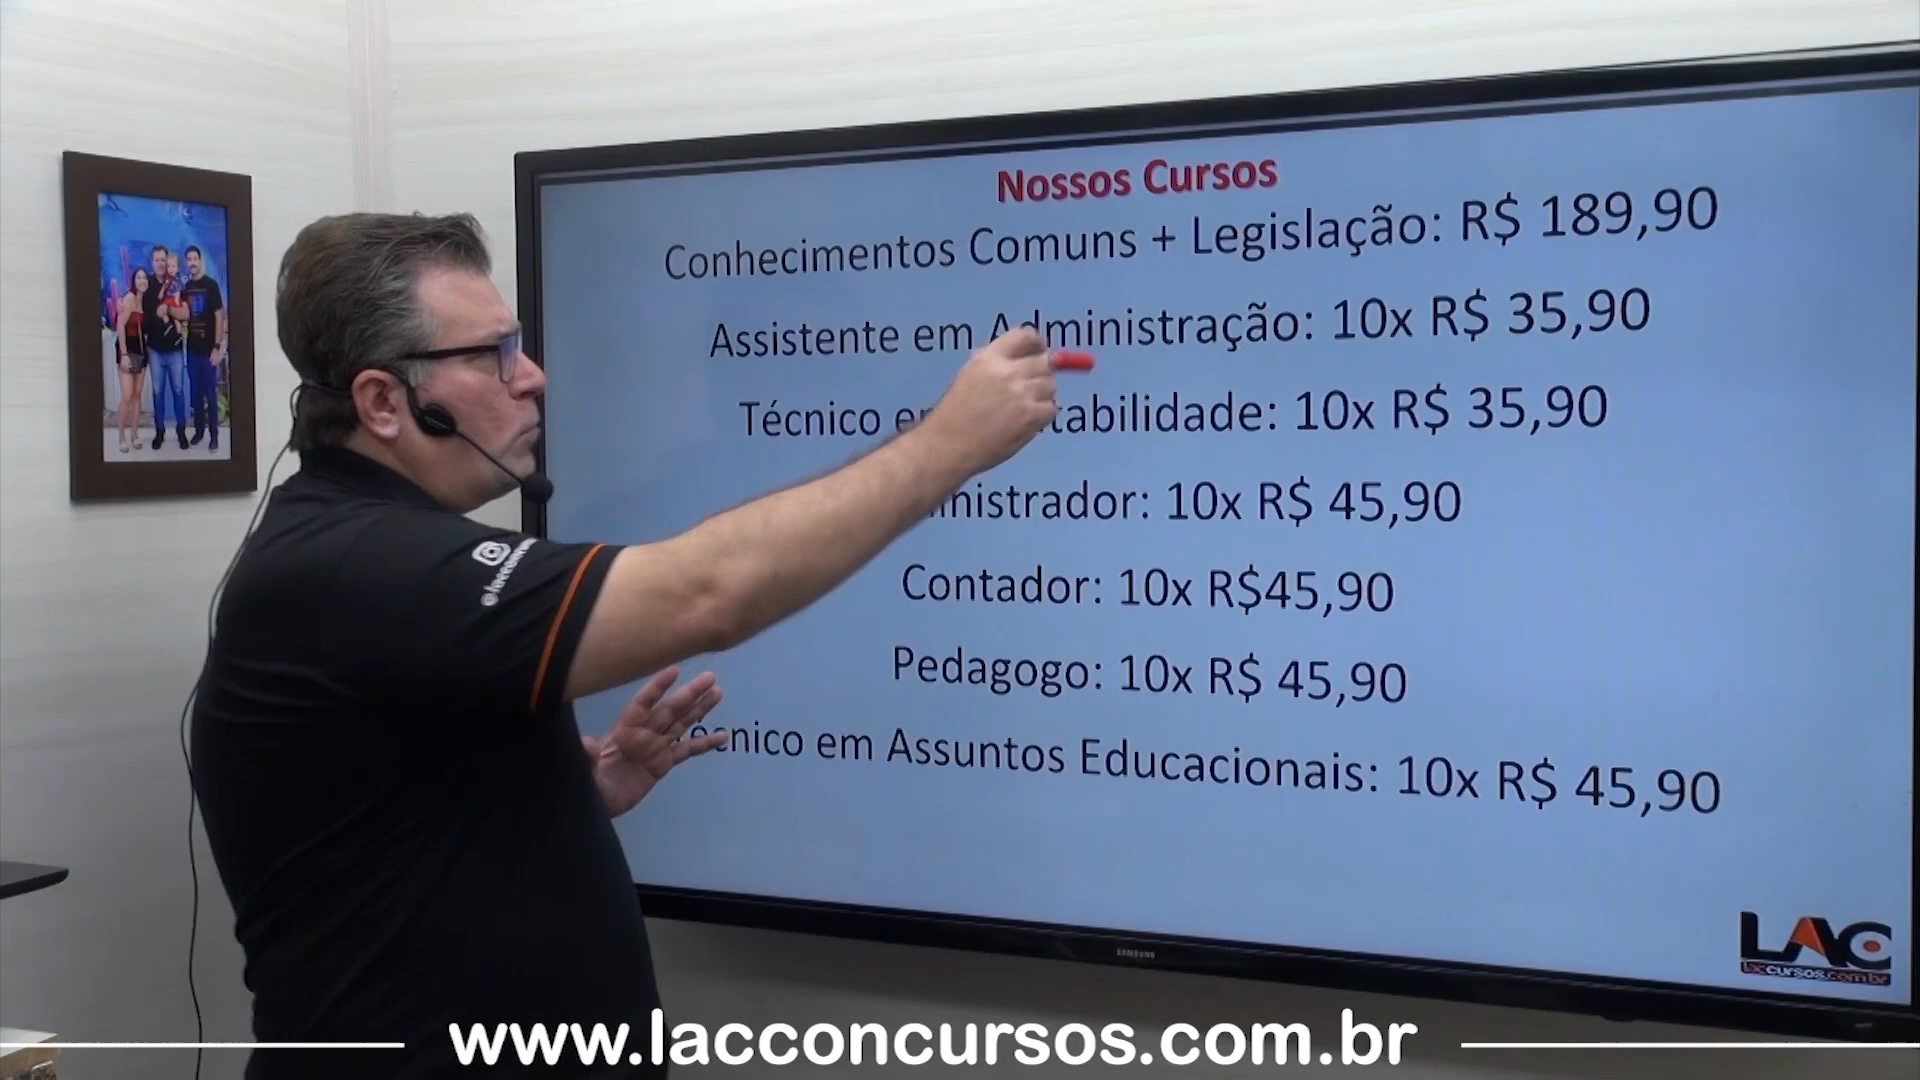 Nossos Cursos
Conhecimentos Comuns + Legislação: R$ 189,90
Assistente em Administração: 10x R$ 35,90
Técnico tabilidade: 10x R$ 35,90
nistrador: 10x R$ 45,90
Contador: 10x R$45,90
Pedagogo: 10x R$ 45,90
Técnico em Assuntos Educacionais: 10x R$ 45,90
SAMSUNG
LAC
www.lacconcursos.com.br